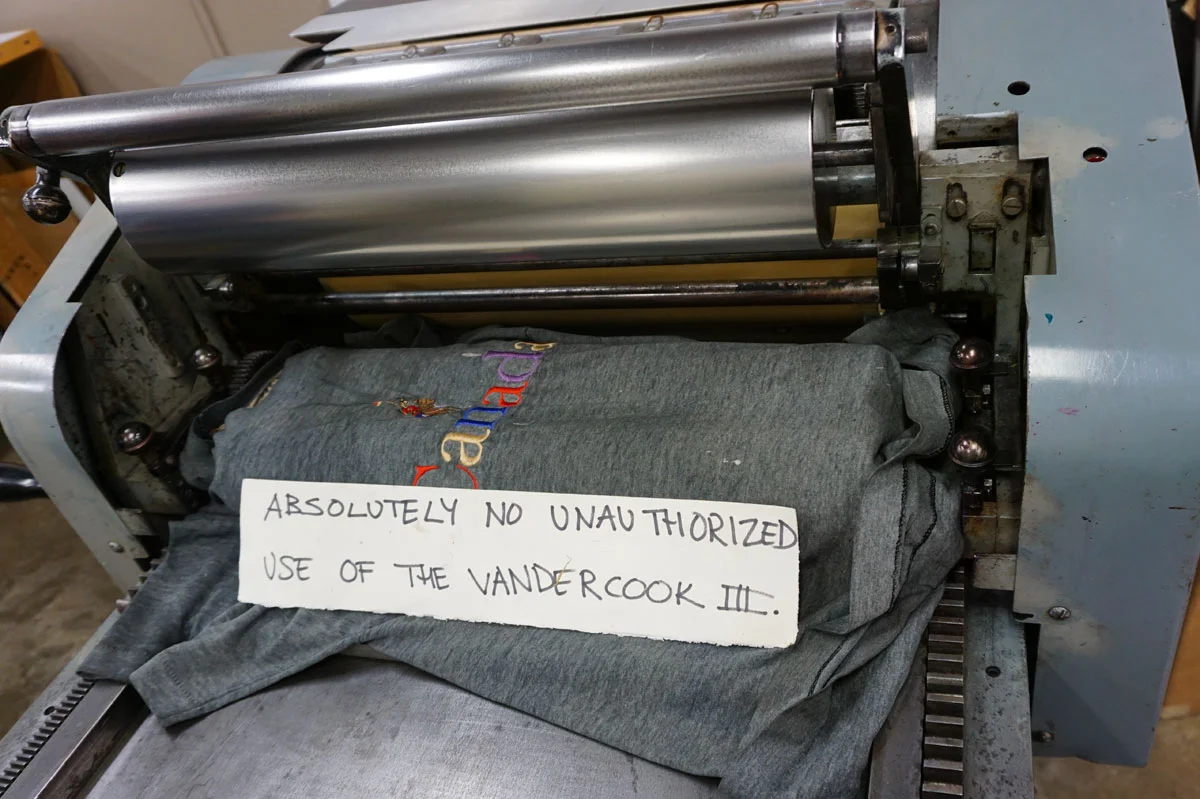 ABSOLUTELY NO UNAUTHORIZED
USE OF THE VANDERCOOK III.